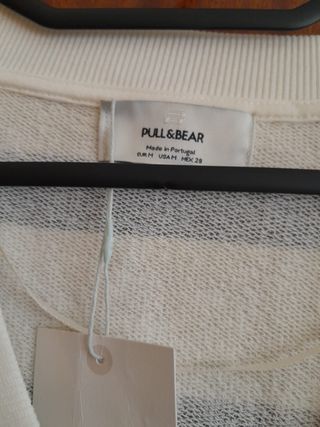 PULL&BEAR
Made in Portugal
EUR M USA M MEX 28